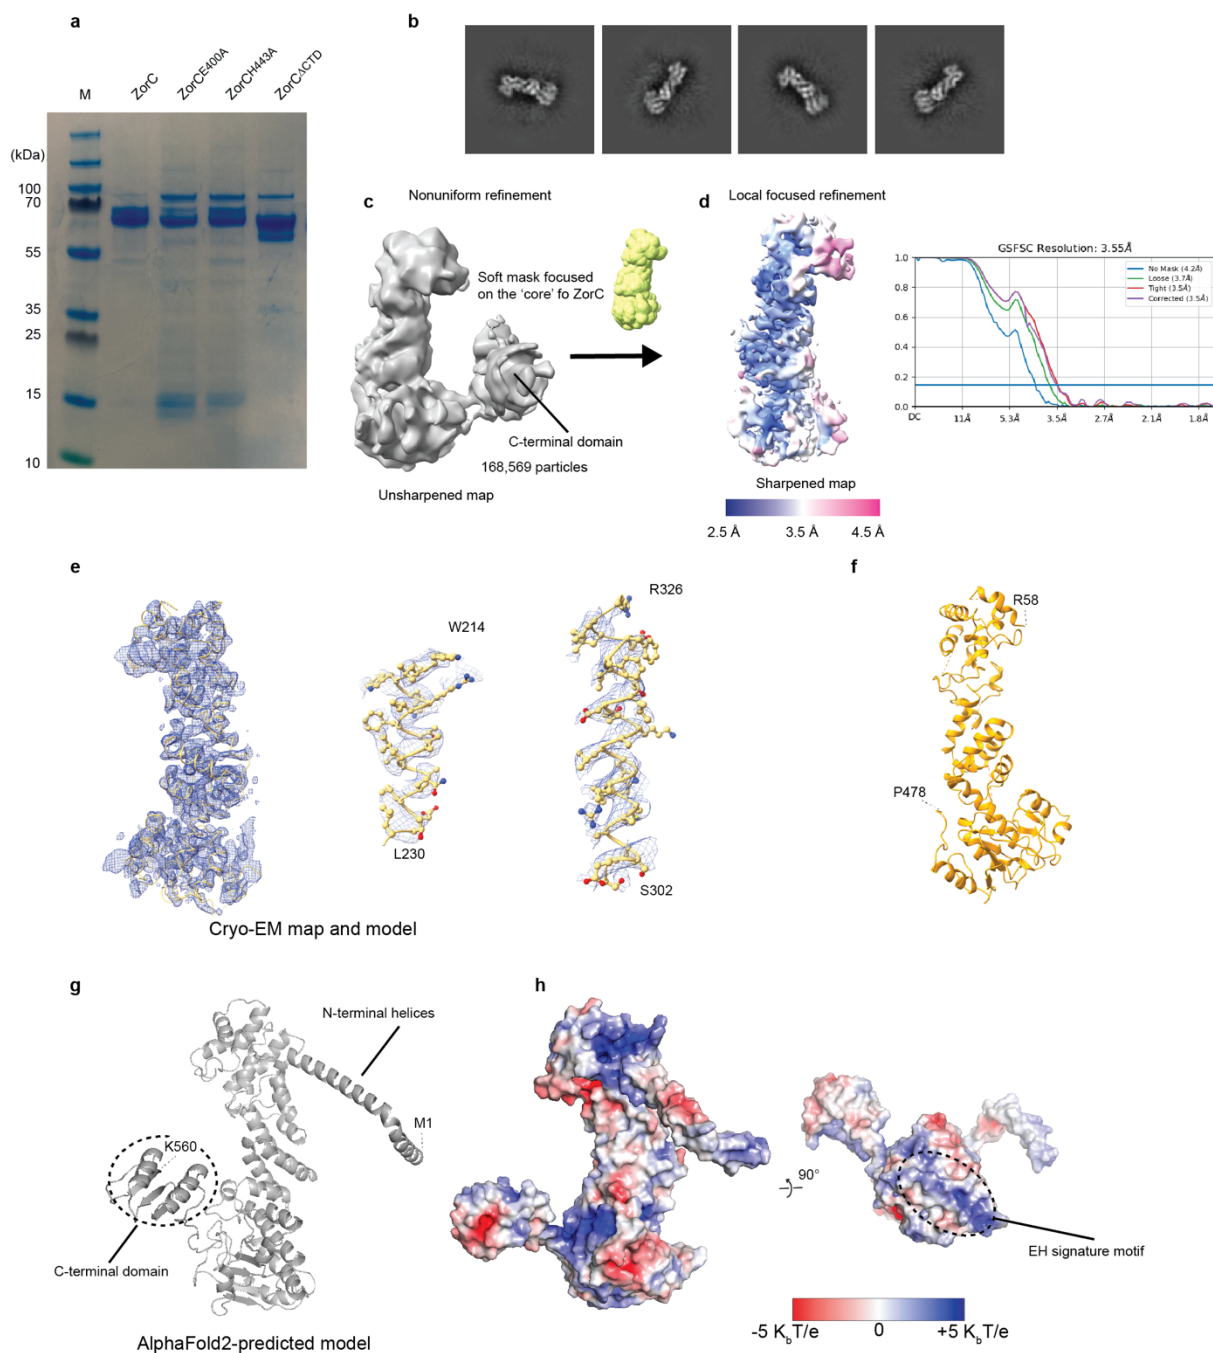 a
M
ZorC
ZorCE400A
ZorCH443A
ZorCΔCTD
(kDa)
100
70
55
35
25
15
10
b
c
Nonuniform refinement
Soft mask focused
on the ‘core’ fo ZorC
C-terminal domain
168,569 particles
Unsharpened map
d
Local focused refinement
Sharpened map
2.5 Å
3.5 Å
4.5 Å
GSFSC Resolution: 3.55Å
No Mask (4.2Å)
Loose (3.7Å)
Tight (3.5Å)
Corrected (3.5Å)
1.0
0.8
0.6
0.4
0.2
0.0
DC
11Å
5.3Å
3.5Å
2.7Å
2.1Å
1.8Å
e
W214
L230
R326
S302
Cryo-EM map and model
f
R58
P478
g
N-terminal helices
M1
K560
C-terminal domain
AlphaFold2-predicted model
h
90°
EH signature motif
-5 KbT/e
0
+5 KbT/e